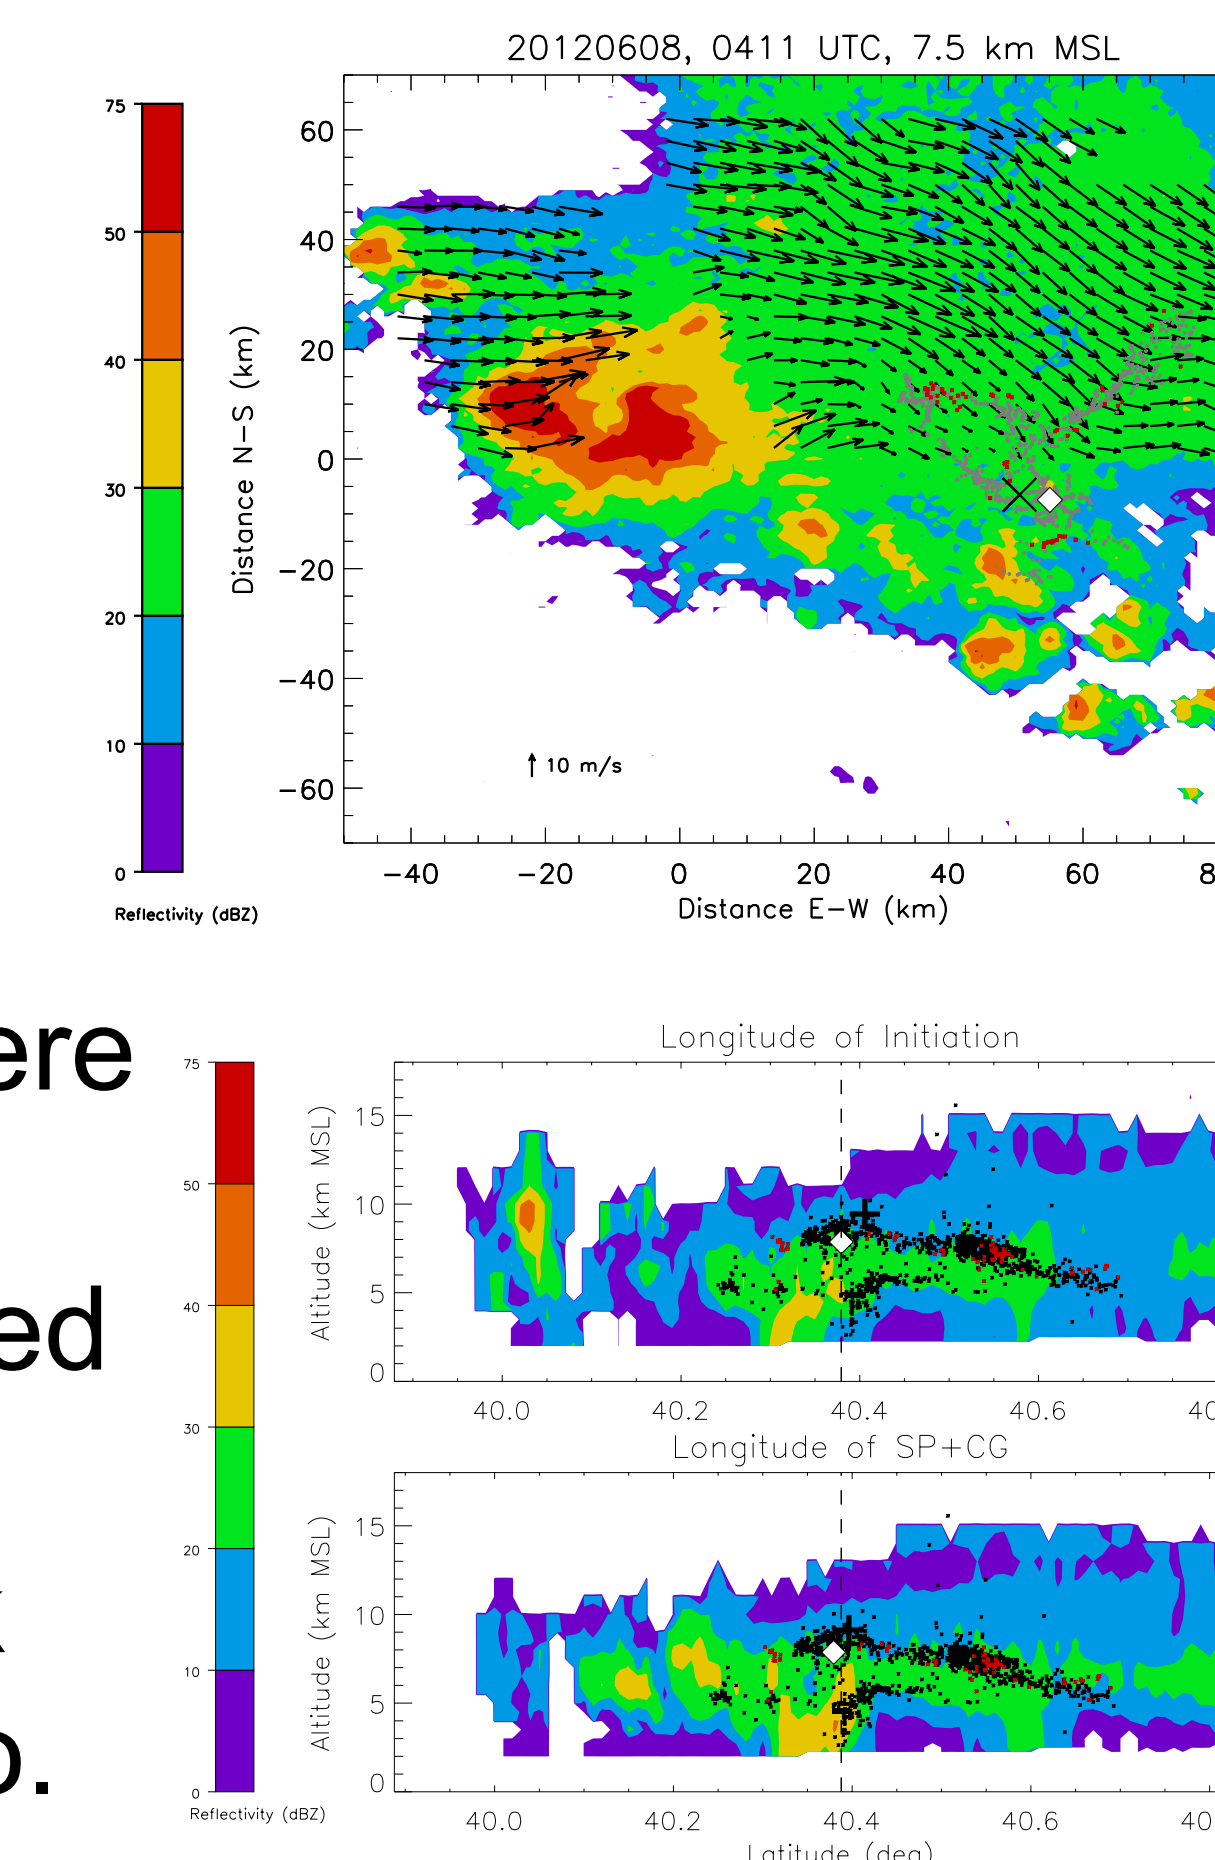 20120608, 0411 UTC, 7.5 km MSL
75
50
40
30
20
10
0
Reflectivity (dBZ)
Distance N-S (km)
60
40
20
0
-20
-40
-60
10 m/s
-40 -20 0 20 40 60 8
Distance E-W (km)
ere
ed
p.
75
50
40
30
20
10
0
Reflectivity (dBZ)
Longitude of Initiation
Altitude (km MSL)
15
10
5
0
40.0 40.2 40.4 40.6 40
Longitude of SP+CG
Altitude (km MSL)
15
10
5
0
40.0 40.2 40.4 40.6 40
Latitude (deg)